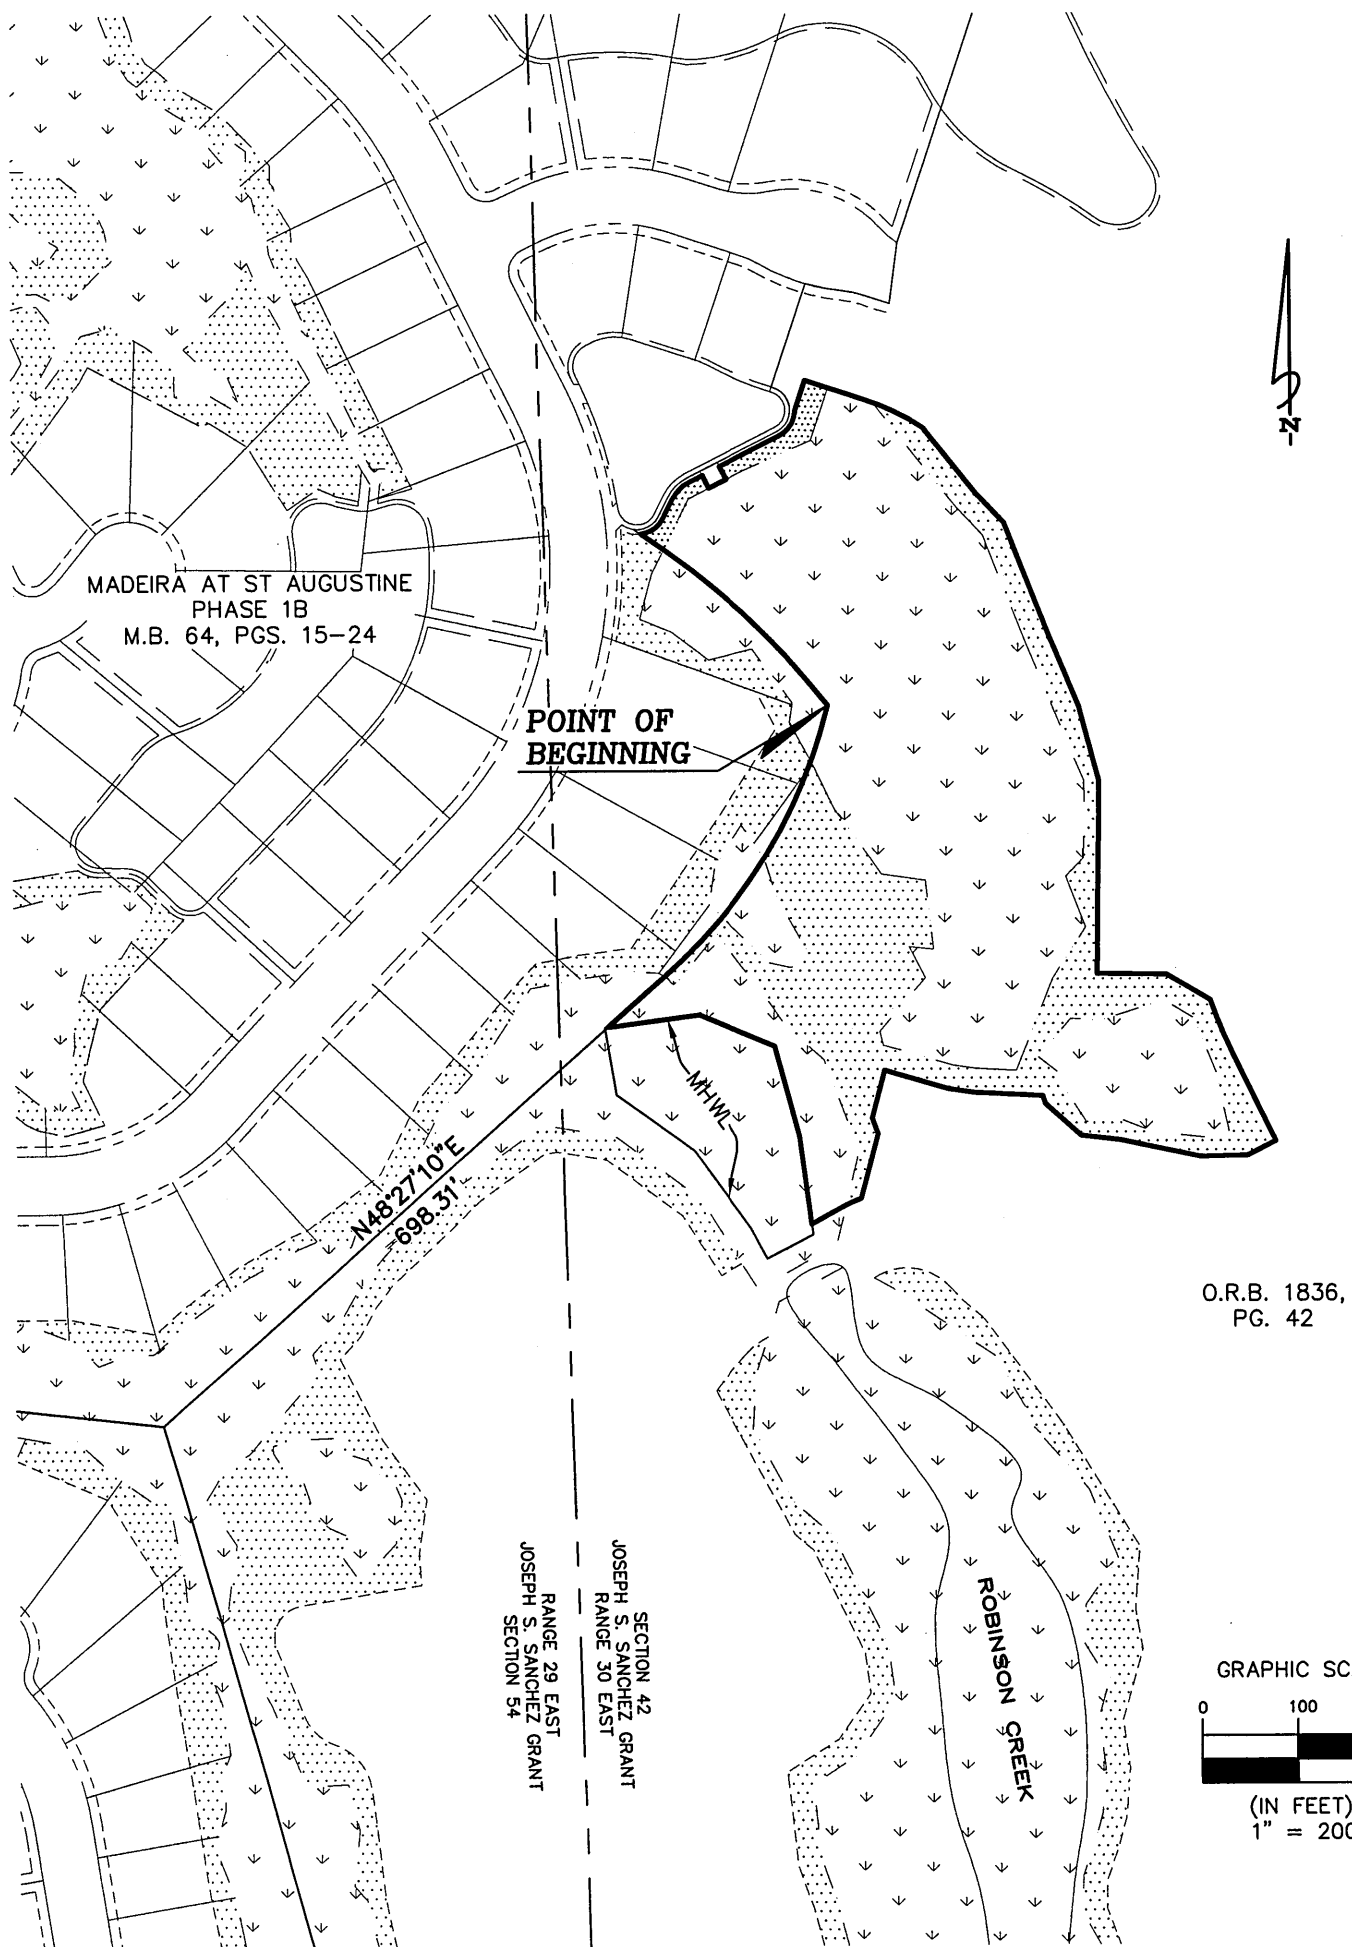 MADEIRA AT ST AUGUSTINE
PHASE 1B
M.B. 64, PGS. 15-24
POINT OF
BEGINNING
N
MHWL
N48°27'10"E
698.31'
O.R.B. 1836,
PG. 42
SECTION 42
JOSEPH S. SANCHEZ GRANT
RANGE 30 EAST
RANGE 29 EAST
JOSEPH S. SANCHEZ GRANT
SECTION 54
ROBINSON CREEK
GRAPHIC SC
0 100
(IN FEET)
1" = 200